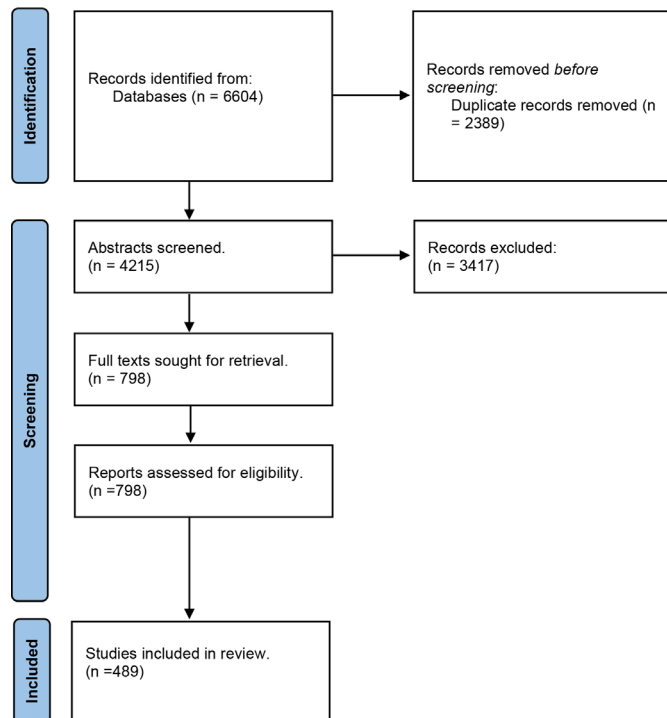 Identification
Records identified from:
Databases (n = 6604)
Records removed before
screening:
Duplicate records removed (n
= 2389)
Screening
Abstracts screened.
(n = 4215)
Records excluded:
(n = 3417)
Full texts sought for retrieval.
(n = 798)
Reports assessed for eligibility.
(n =798)
Included
Studies included in review.
(n =489)